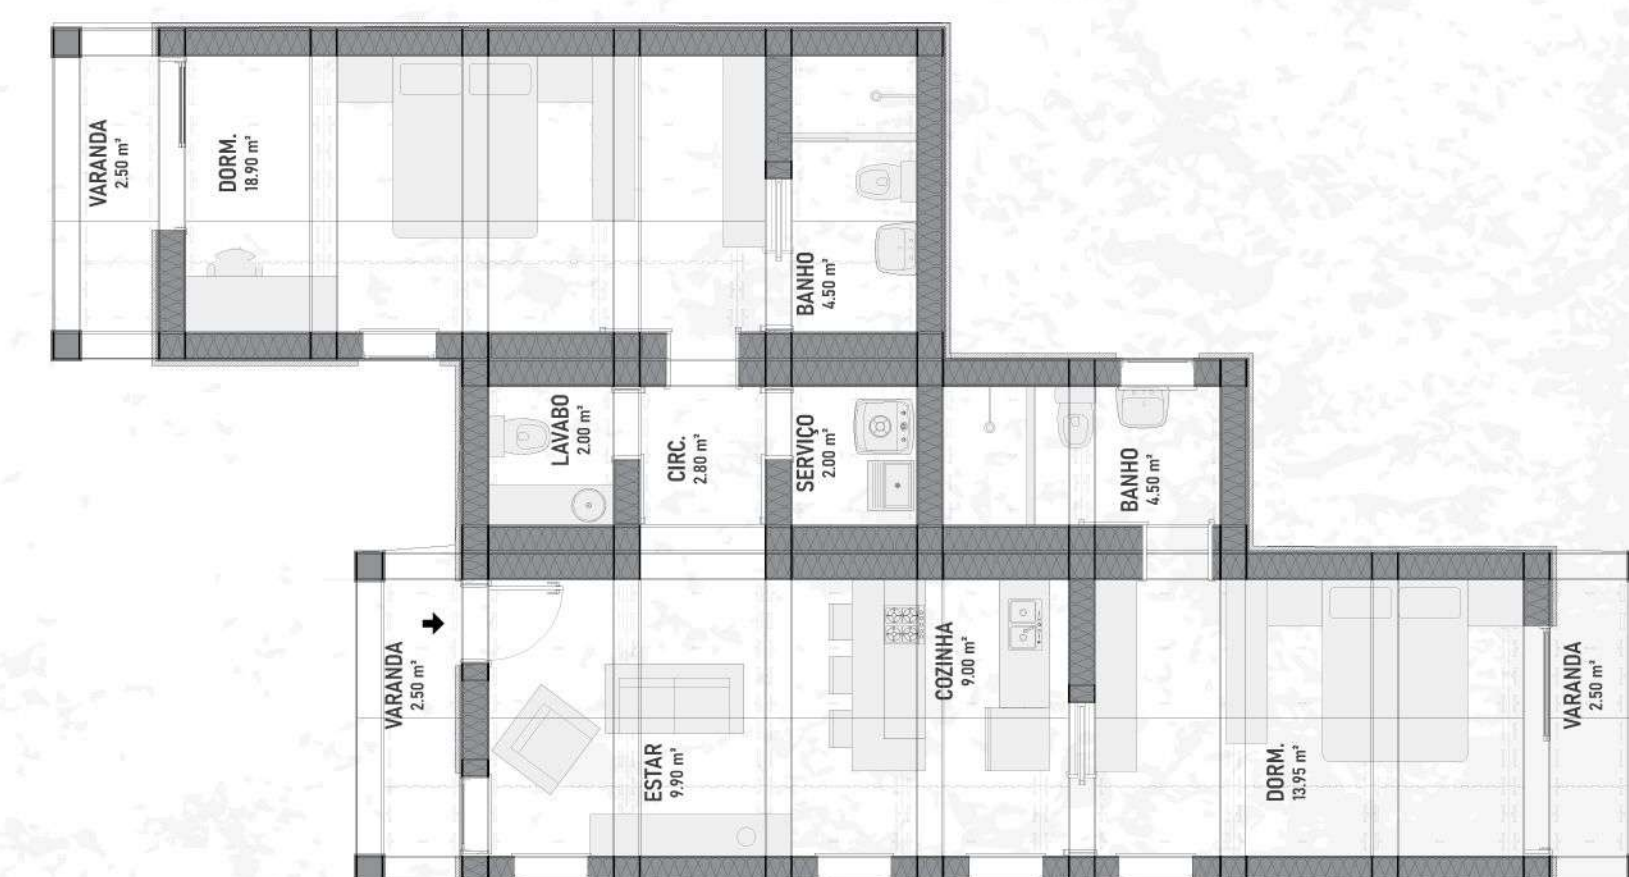 VARANDA
2.50 m²
DORM.
18.90 m²
BANHO
4.50 m²
LAVABO
2.00 m²
CIRC.
2.80 m²
SERVIÇO
2.00 m²
BANHO
4.50 m²
VARANDA
2.50 m²
ESTAR
9.90 m²
COZINHA
9.00 m²
DORM.
13.95 m²
VARANDA
2.50 m²